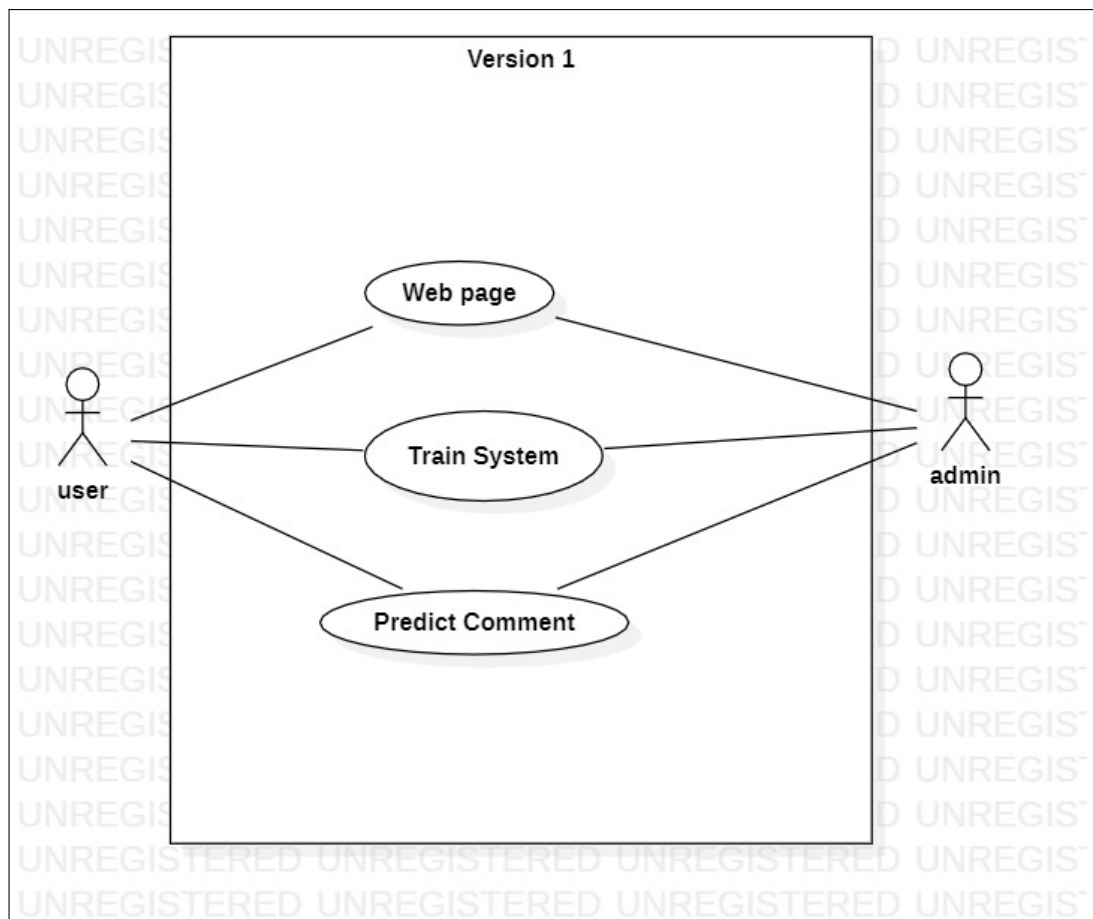 Version 1
Web page
Train System
user
admin
Predict Comment
UNREGISTERED UNREGISTERED UNREGISTERED UNREGIS
UNREGISTERED UNREGISTERED UNREGISTERED UNREGIS